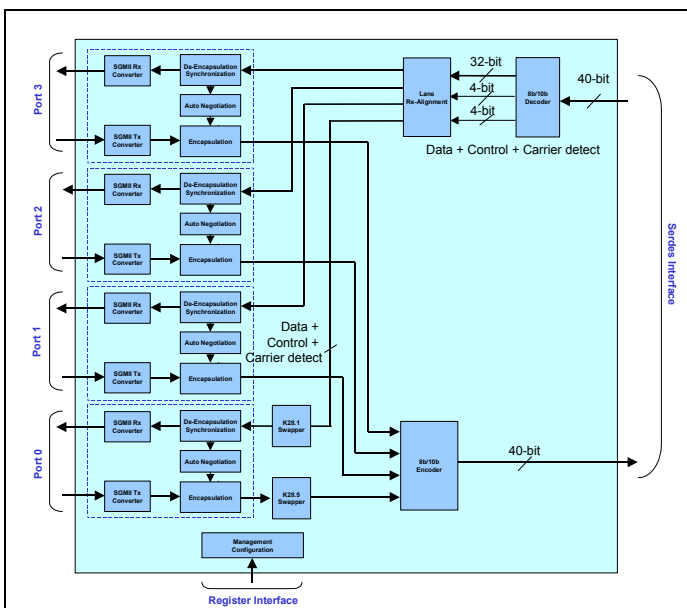 Port 3
SGMII Rx
Converter
De-Encapsulation
Synchronization
Auto Negotiation
SGMII Tx
Converter
Encapsulation
Lane
Re-Alignment
32-bit
4-bit
4-bit
8b/10b
Decoder
40-bit
Data + Control + Carrier detect
Port 2
SGMII Rx
Converter
De-Encapsulation
Synchronization
Auto Negotiation
SGMII Tx
Converter
Encapsulation
Serdes Interface
Port 1
SGMII Rx
Converter
De-Encapsulation
Synchronization
Auto Negotiation
SGMII Tx
Converter
Encapsulation
Data +
Control +
Carrier detect
Port 0
SGMII Rx
Converter
De-Encapsulation
Synchronization
K28.1
Swapper
Auto Negotiation
SGMII Tx
Converter
Encapsulation
K28.5
Swapper
8b/10b
Encoder
40-bit
Management
Configuration
Register Interface